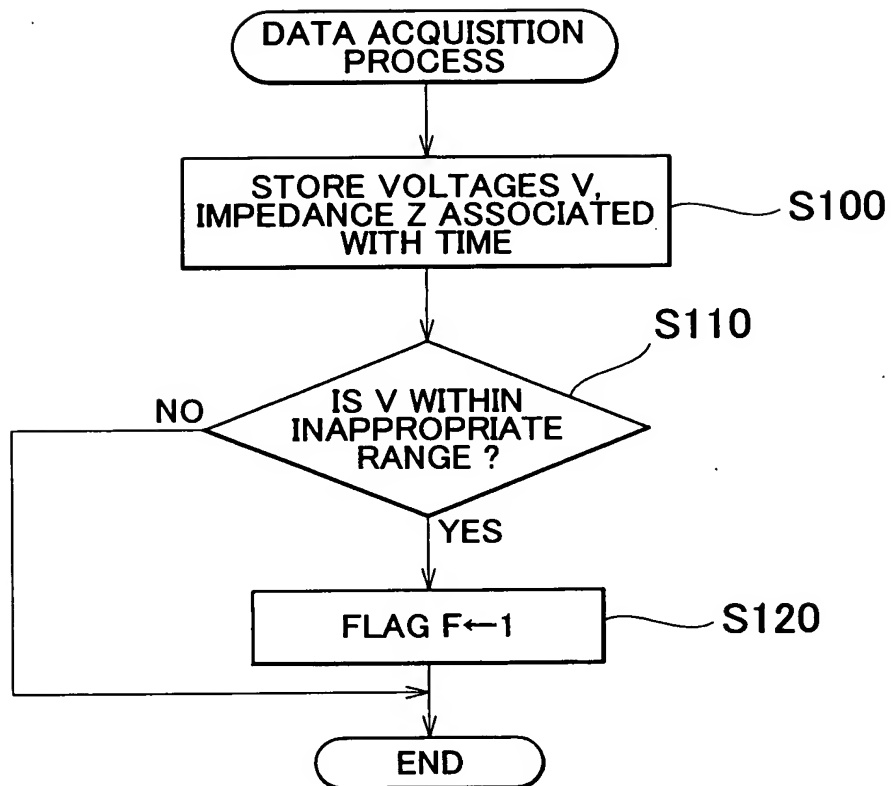 DATA ACQUISITION
PROCESS
STORE VOLTAGES V,
IMPEDANCE Z ASSOCIATED
WITH TIME
S100
S110
IS V WITHIN
INAPPROPRIATE
RANGE ?
NO
YES
FLAG F←1
S120
END